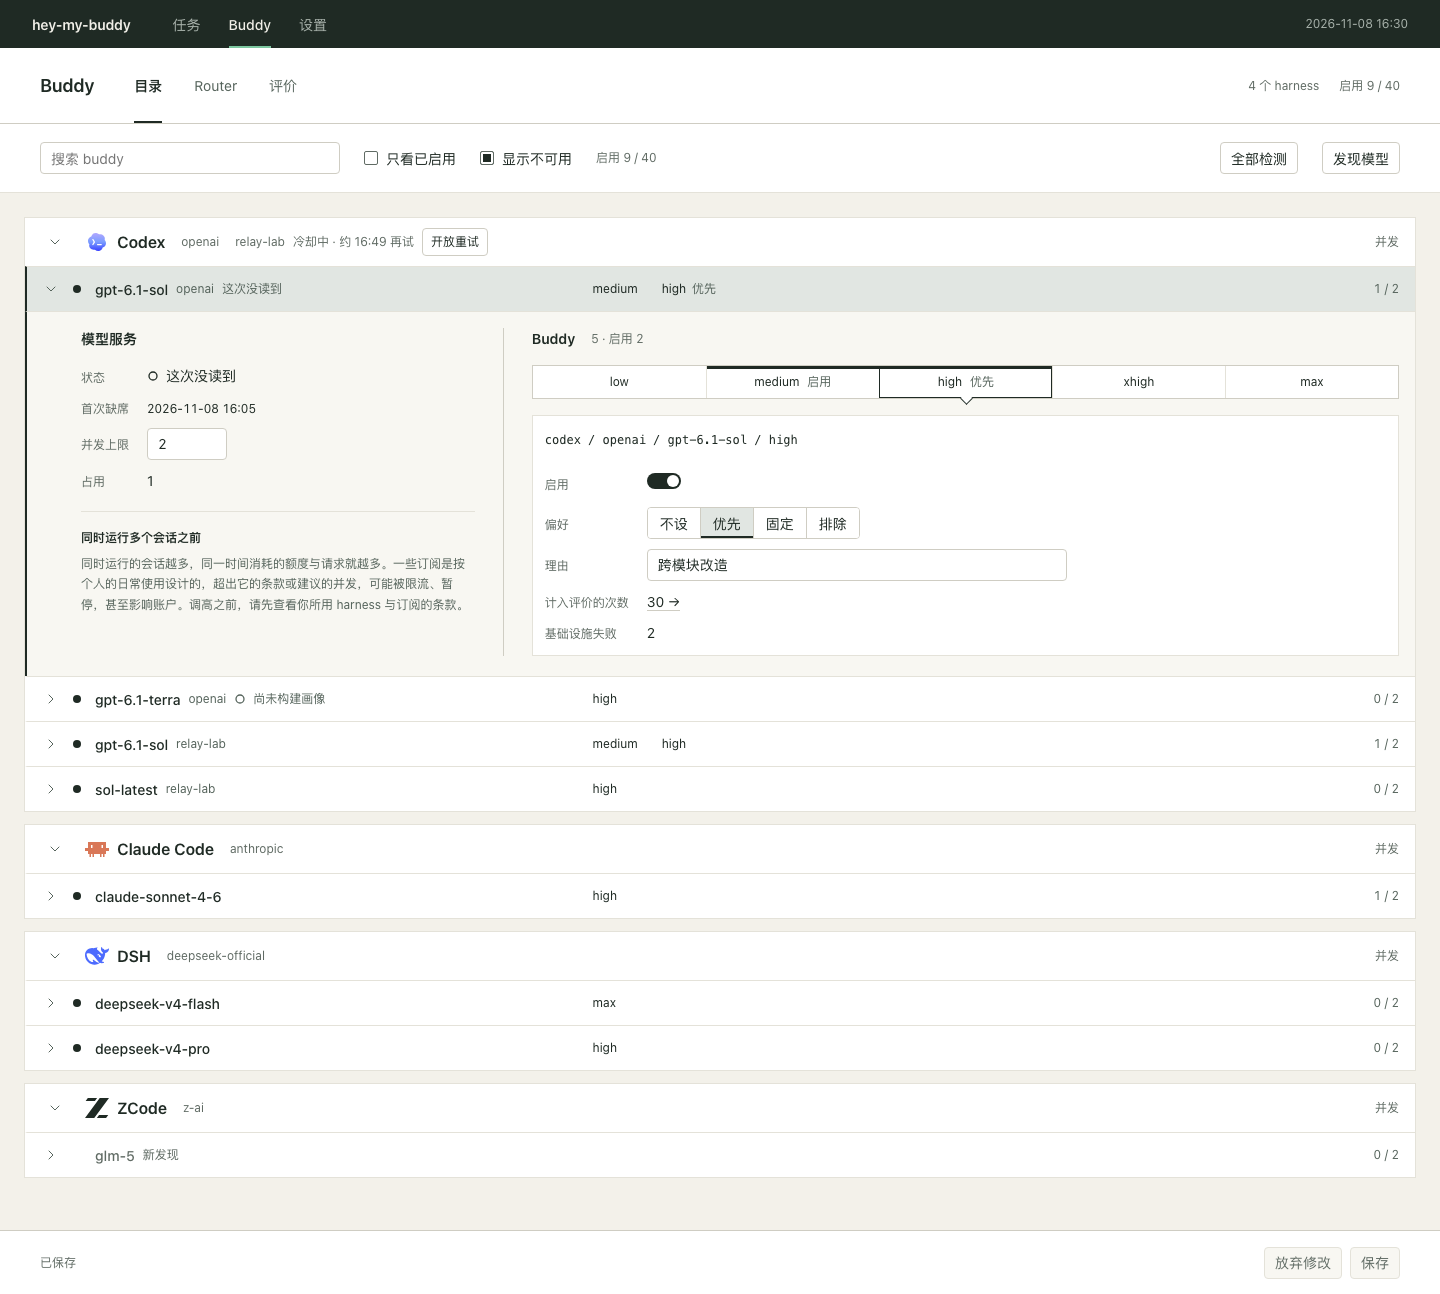 hey-my-buddy 任务 Buddy 设置 2026-11-08 16:30
Buddy 目录 Router 评价 4 个 harness 启用 9 / 40
搜索 buddy 只看已启用 显示不可用 启用 9 / 40 全部检测 发现模型
Codex openai relay-lab 冷却中 · 约 16:49 再试 开放重试 并发
gpt-6.1-sol openai 这次没读到 medium high 优先 1 / 2
模型服务
状态 这次没读到
首次缺席 2026-11-08 16:05
并发上限 2
占用 1
同时运行多个会话之前
同时运行的会话越多，同一时间消耗的额度与请求就越多。一些订阅是按
个人的日常使用设计的，超出它的条款或建议的并发，可能被限流、暂
停，甚至影响账户。调高之前，请先查看你所用 harness 与订阅的条款。
Buddy 5 · 启用 2
low medium 启用 high 优先 xhigh max
codex / openai / gpt-6.1-sol / high
启用
偏好 不设 优先 固定 排除
理由 跨模块改造
计入评价的次数 30 →
基础设施失败 2
gpt-6.1-terra openai 尚未构建画像 high 0 / 2
gpt-6.1-sol relay-lab medium high 1 / 2
sol-latest relay-lab high 0 / 2
Claude Code anthropic 并发
claude-sonnet-4-6 high 1 / 2
DSH deepseek-official 并发
deepseek-v4-flash max 0 / 2
deepseek-v4-pro high 0 / 2
ZCode z-ai 并发
glm-5 新发现 0 / 2
已保存 放弃修改 保存